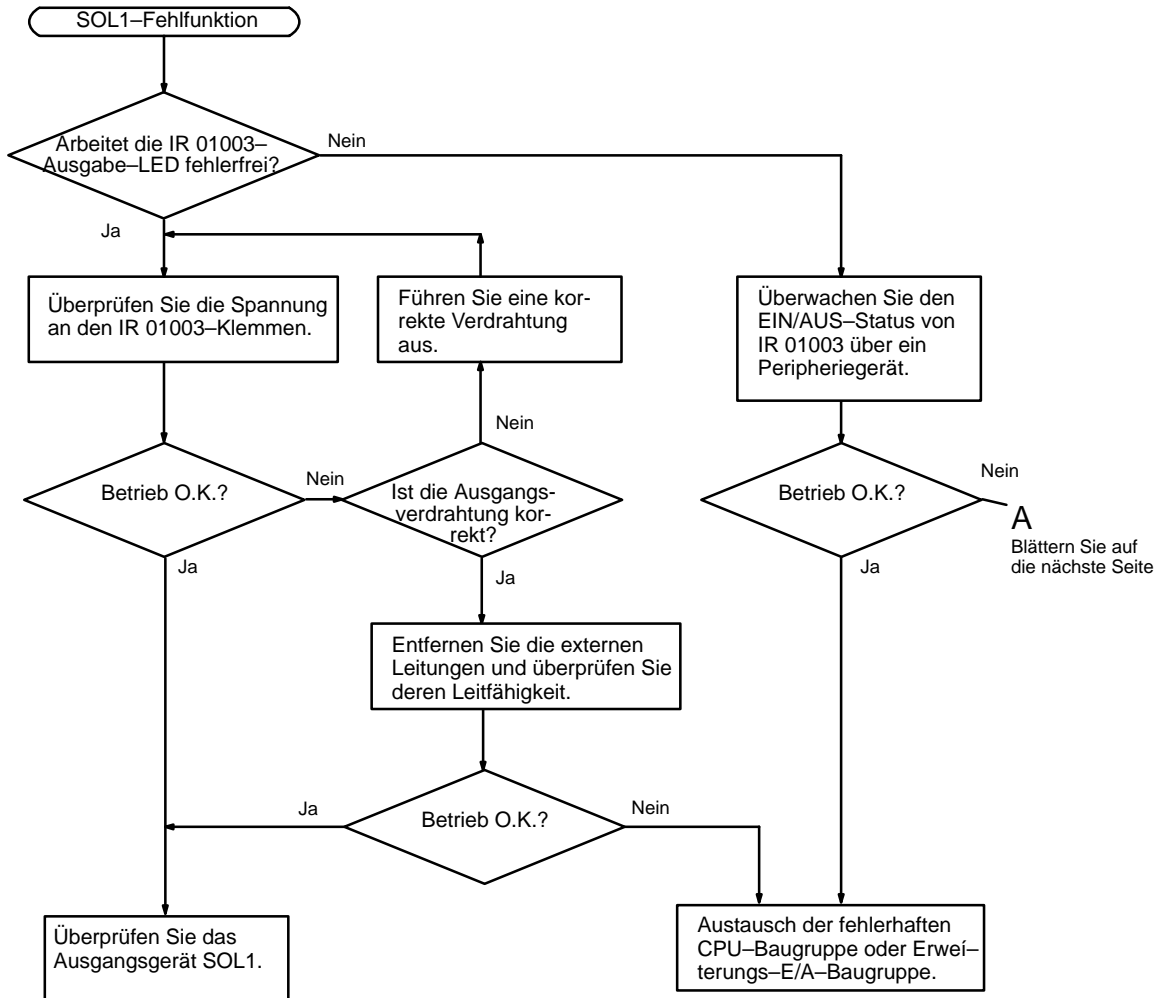 SOL1–Fehlfunktion
Arbeitet die IR 01003–
Ausgabe–LED fehlerfrei?
Nein
Ja
Überprüfen Sie die Spannung
an den IR 01003–Klemmen.
Führen Sie eine kor-
rekte Verdrahtung
aus.
Überwachen Sie den
EIN/AUS–Status von
IR 01003 über ein
Peripheriegerät.
Nein
Betrieb O.K.?
Nein
Ist die Ausgangs-
verdrahtung kor-
rekt?
Betrieb O.K.?
Nein
A
Blättern Sie auf
die nächste Seite
Ja
Ja
Ja
Entfernen Sie die externen
Leitungen und überprüfen Sie
deren Leitfähigkeit.
Ja
Betrieb O.K.?
Nein
Überprüfen Sie das
Ausgangsgerät SOL1.
Austausch der fehlerhaften
CPU–Baugruppe oder Erweí–
terungs–E/A–Baugruppe.